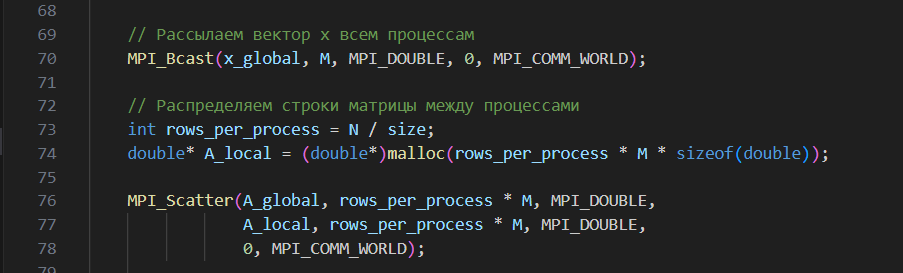 68
69 // Рассылаем вектор x всем процессам
70 MPI_Bcast(x_global, M, MPI_DOUBLE, 0, MPI_COMM_WORLD);
71
72 // Распределяем строки матрицы между процессами
73 int rows_per_process = N / size;
74 double* A_local = (double*)malloc(rows_per_process * M * sizeof(double));
75
76 MPI_Scatter(A_global, rows_per_process * M, MPI_DOUBLE,
77 A_local, rows_per_process * M, MPI_DOUBLE,
78 0, MPI_COMM_WORLD);
79